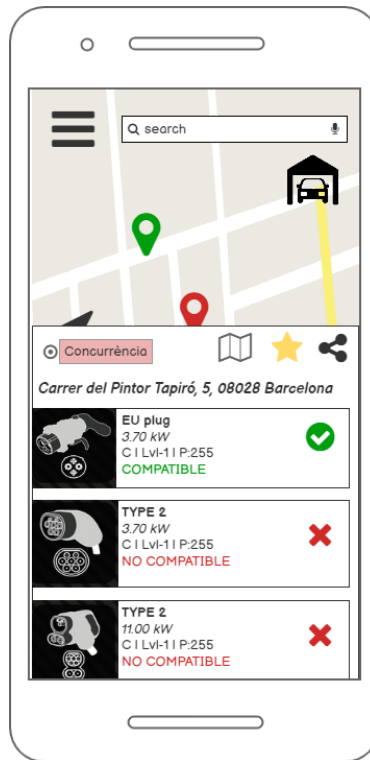 search
Concurrència
Carrer del Pintor Tapiró, 5, 08028 Barcelona
EU plug
3.70 kW
C | Lvl-1 | P:255
COMPATIBLE
TYPE 2
3.70 kW
C | Lvl-1 | P:255
NO COMPATIBLE
TYPE 2
11.00 kW
C | Lvl-1 | P:255
NO COMPATIBLE